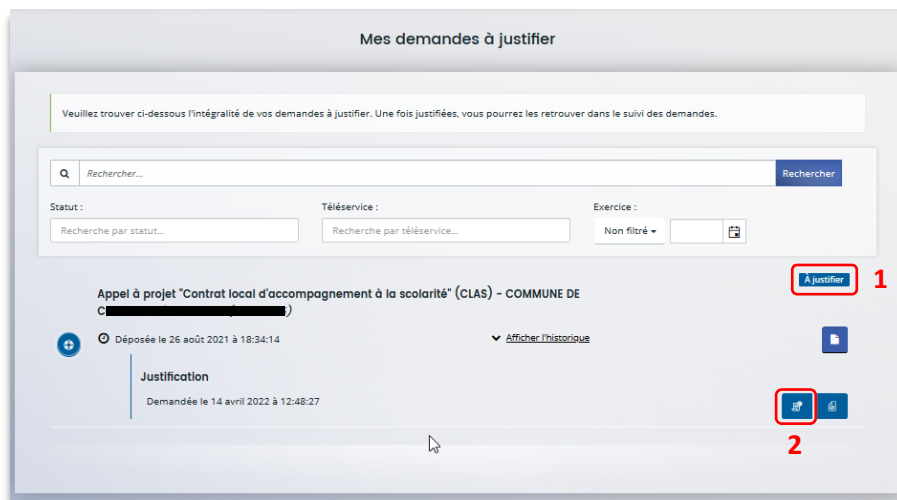 Mes demandes à justifier
Veuillez trouver ci-dessous l'intégralité de vos demandes à justifier. Une fois justifiées, vous pourrez les retrouver dans le suivi des demandes.
Rechercher... Rechercher
Statut : Téléservice : Exercice :
Recherche par statut... Recherche par téléservice... Non filtré
À justifier 1
Appel à projet "Contrat local d'accompagnement à la scolarité" (CLAS) - COMMUNE DE
C )
Déposée le 26 août 2021 à 18:34:14 Afficher l'historique
Justification
Demandée le 14 avril 2022 à 12:48:27
2